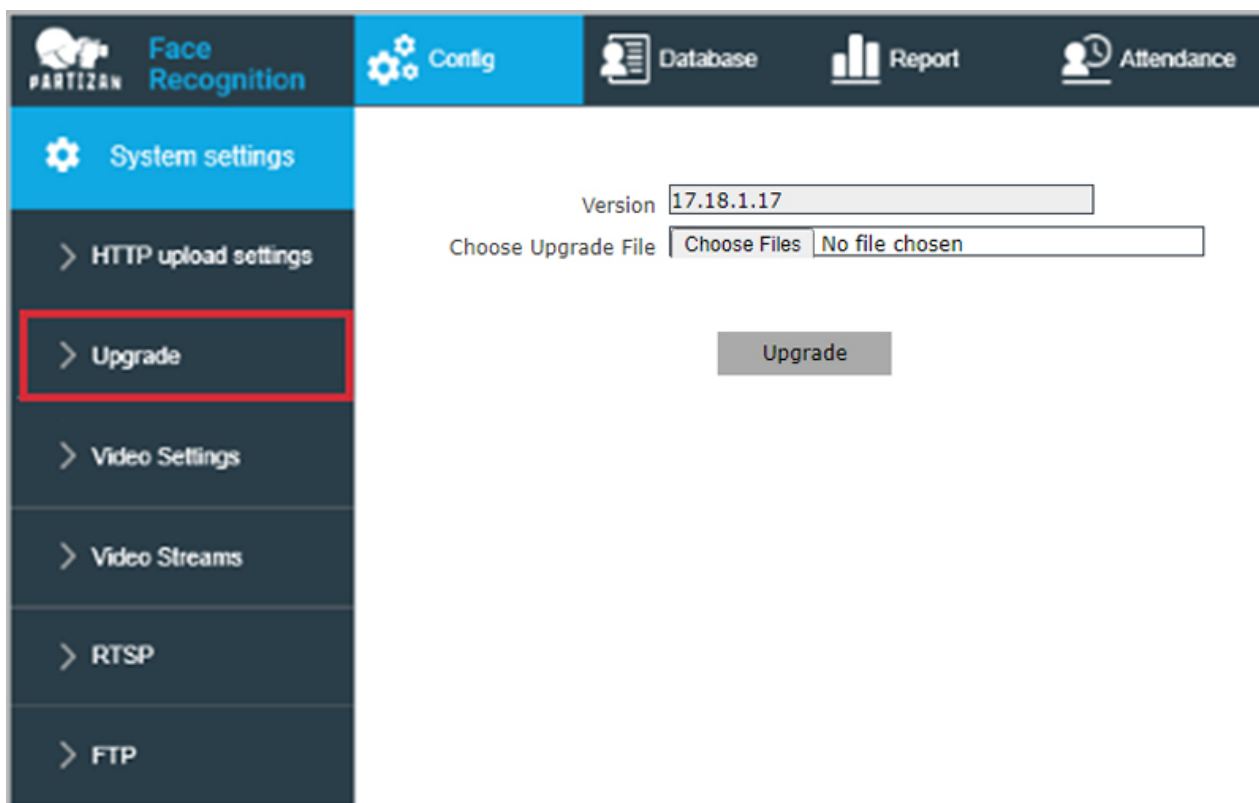 PARTIZAN
Face
Recognition
Config
Database
Report
Attendance
System settings
HTTP upload settings
Upgrade
Video Settings
Video Streams
RTSP
FTP
Version 17.18.1.17
Choose Upgrade File Choose Files No file chosen
Upgrade